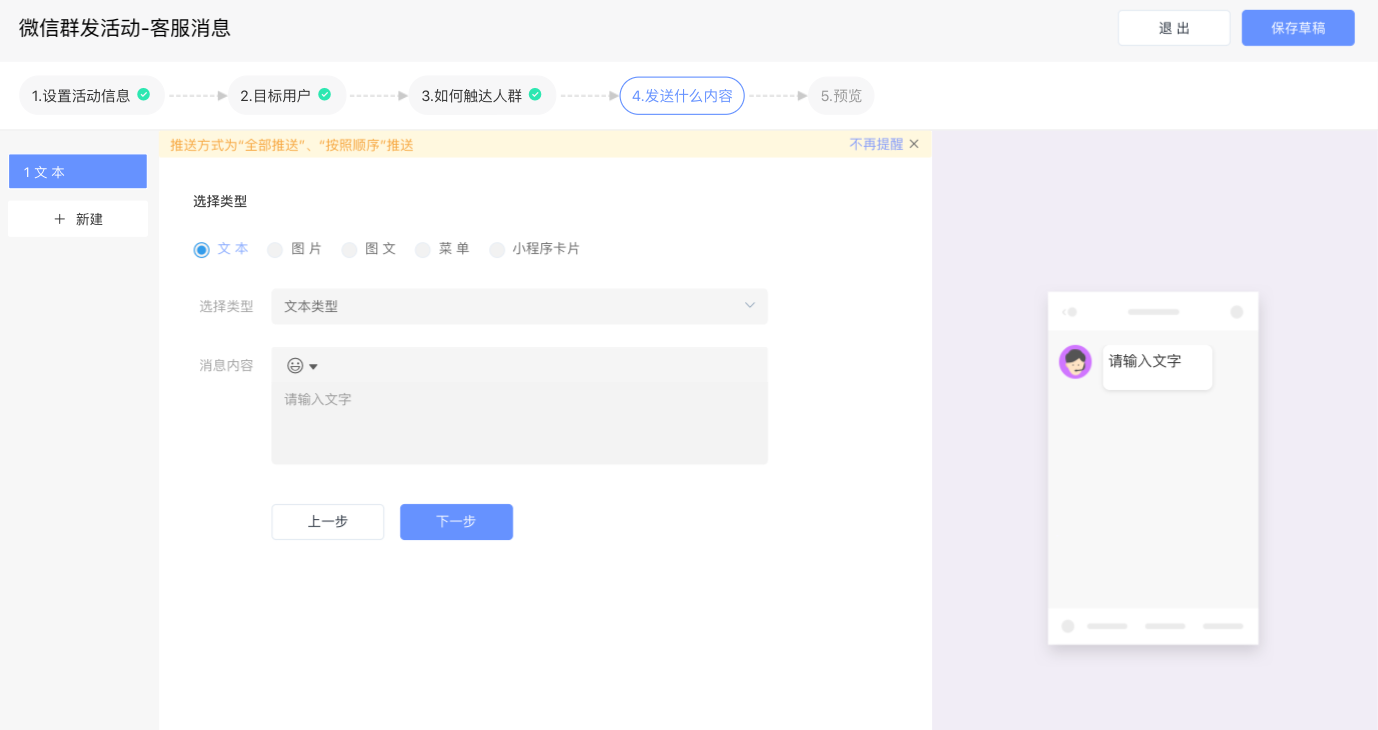 微信群发活动-客服消息
退 出
保存草稿
1.设置活动信息
2.目标用户
3.如何触达人群
4.发送什么内容
5.预览
1 文 本
+ 新建
推送方式为“全部推送”、“按照顺序”推送
不再提醒
选择类型
文 本
图 片
图 文
菜 单
小程序卡片
选择类型
文本类型
消息内容
请输入文字
上一步
下一步
请输入文字